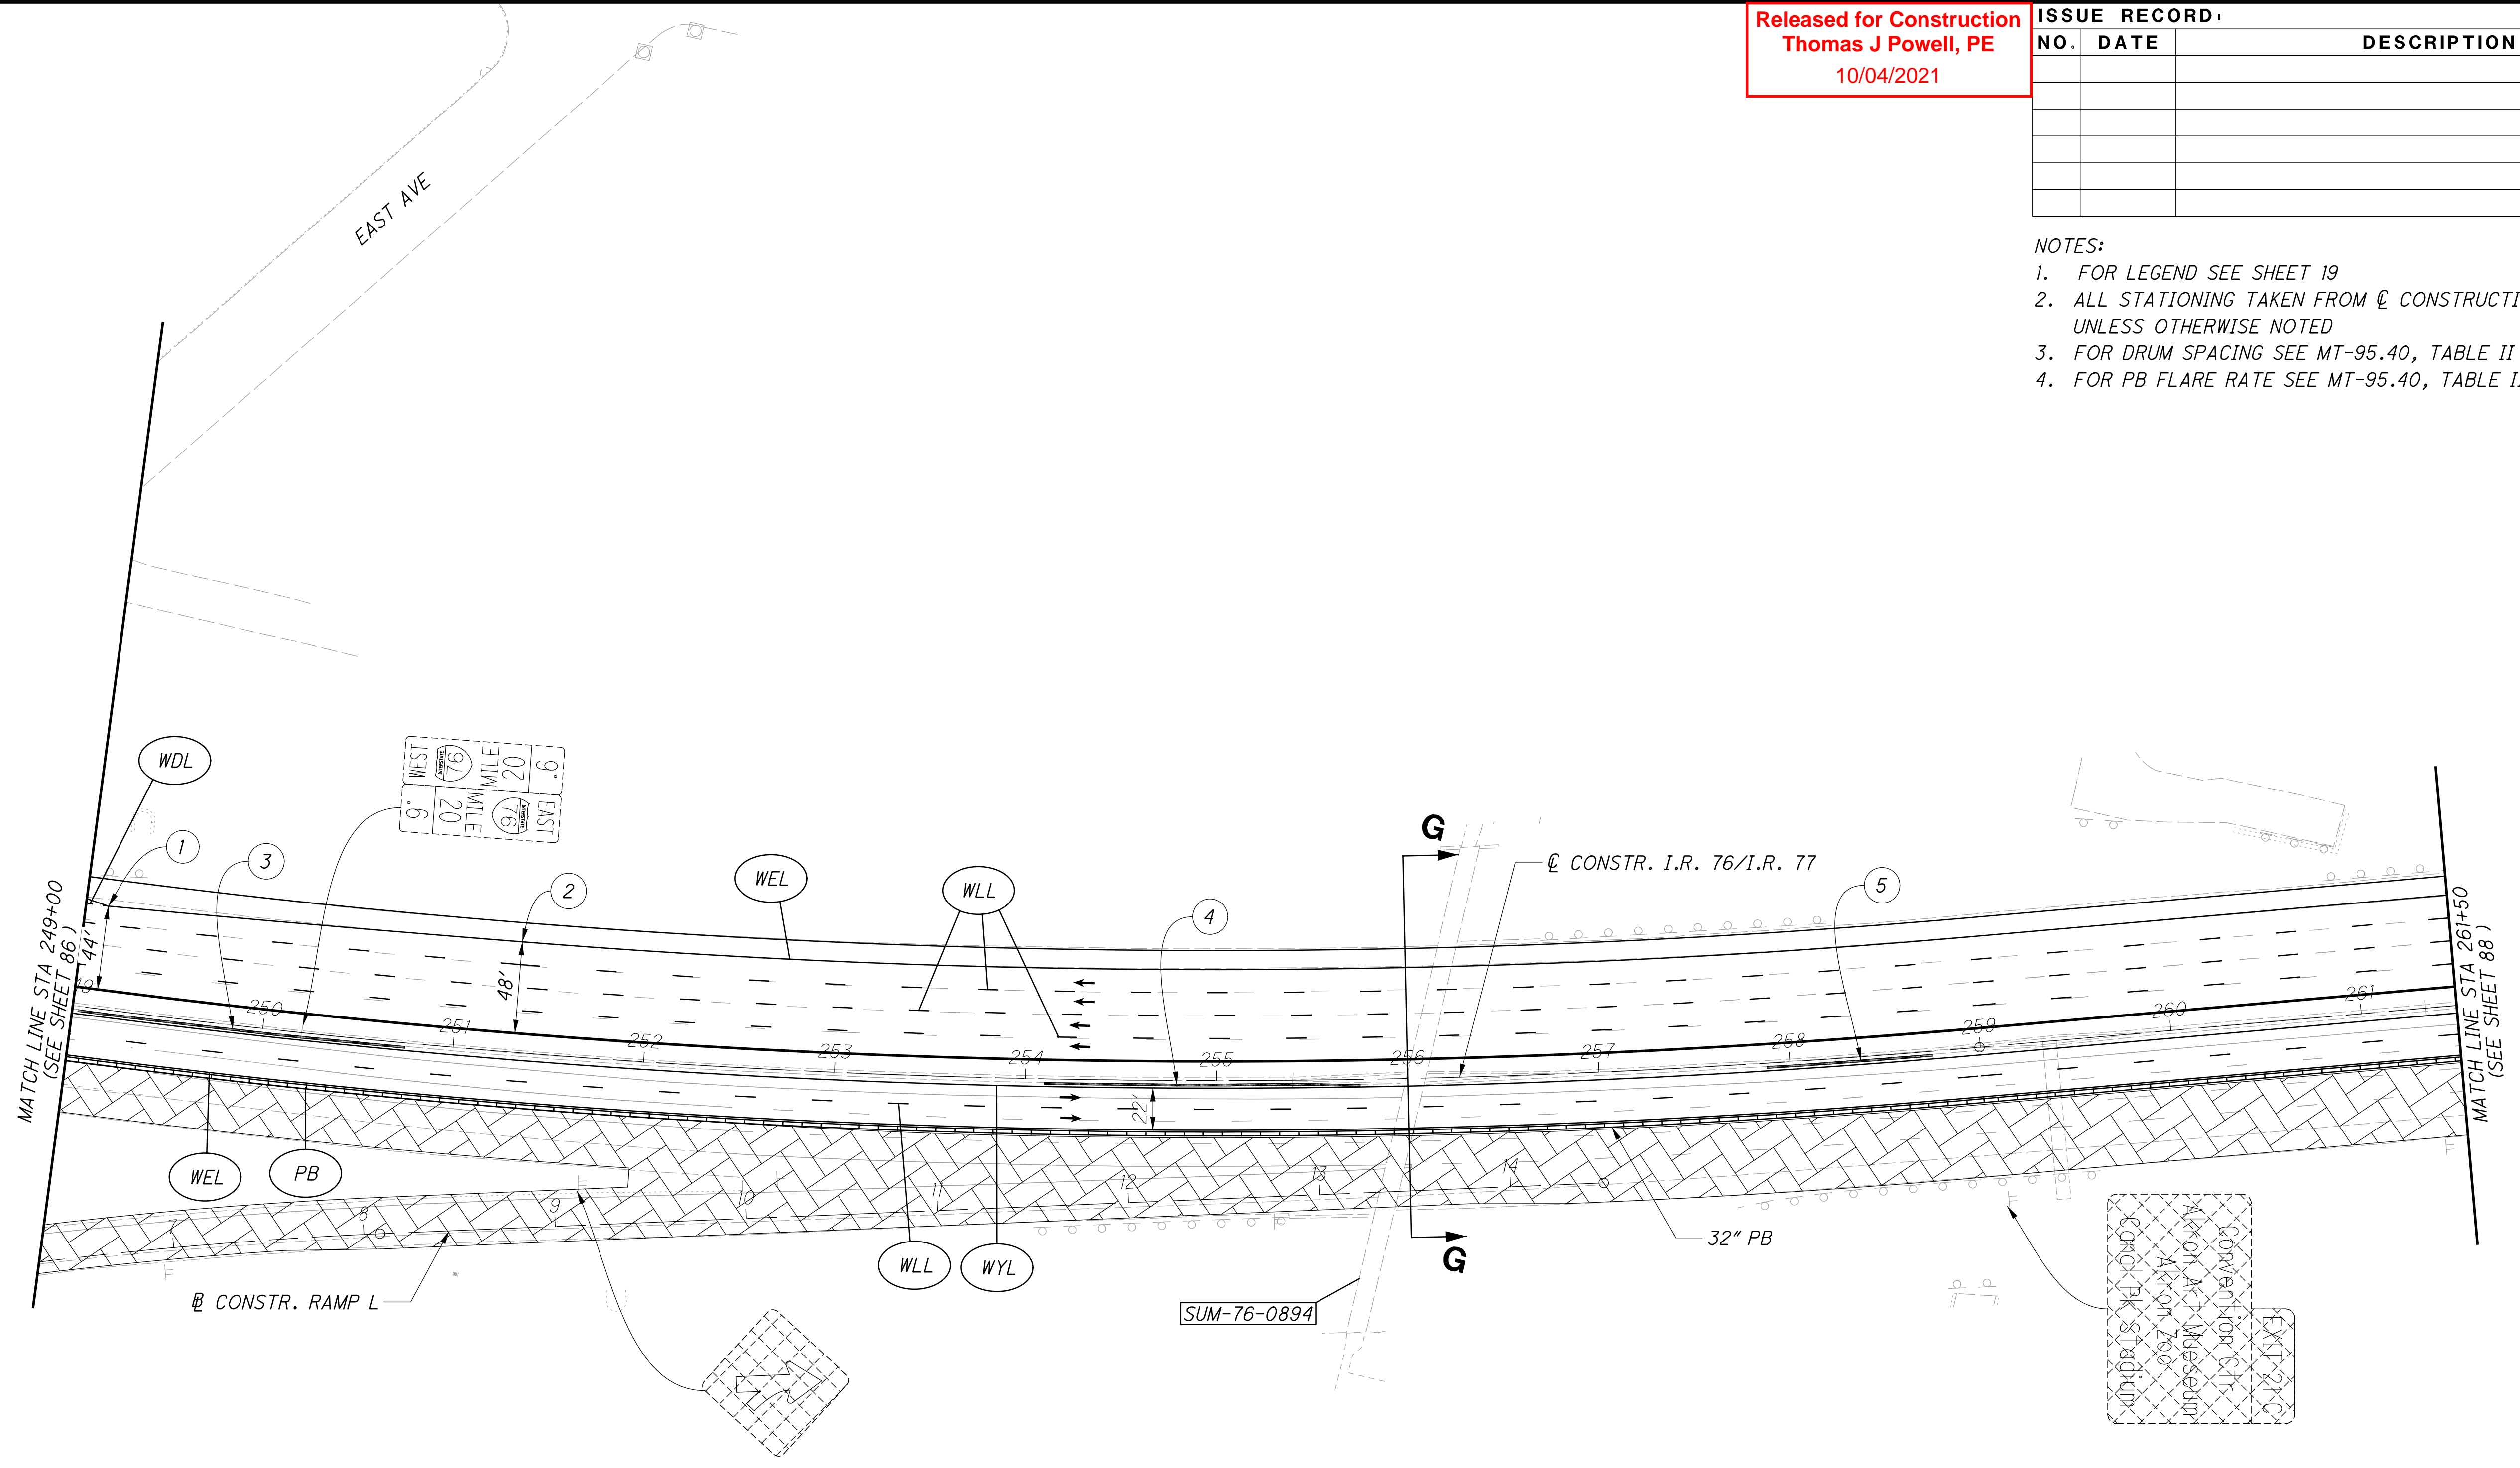 Released for Construction
Thomas J Powell, PE
10/04/2021
ISSUE RECORD:
NO. DATE DESCRIPTION
NOTES:
1. FOR LEGEND SEE SHEET 19
2. ALL STATIONING TAKEN FROM ℄ CONSTRUCTI
UNLESS OTHERWISE NOTED
3. FOR DRUM SPACING SEE MT-95.40, TABLE II
4. FOR PB FLARE RATE SEE MT-95.40, TABLE I
EAST AVE
WDL
WEST
INTERSTATE
76
MILE
20
.6
EAST
INTERSTATE
76
MILE
20
.6
1
3
2
WEL
WLL
4
℄ CONSTR. I.R. 76/I.R. 77
5
G
MATCH LINE STA 249+00
(SEE SHEET 86 )
44'
48'
22'
MATCH LINE STA 261+50
(SEE SHEET 88 )
250
251
252
253
254
255
256
257
258
259
260
261
WEL
PB
WLL
WYL
7
8
9
10
11
12
13
14
32" PB
G
SUM-76-0894
CONSTR. RAMP L
EXIT 21C
Convention Ctr
Akron Art Mueseum
Akron Zoo
Canal Pk Stadium